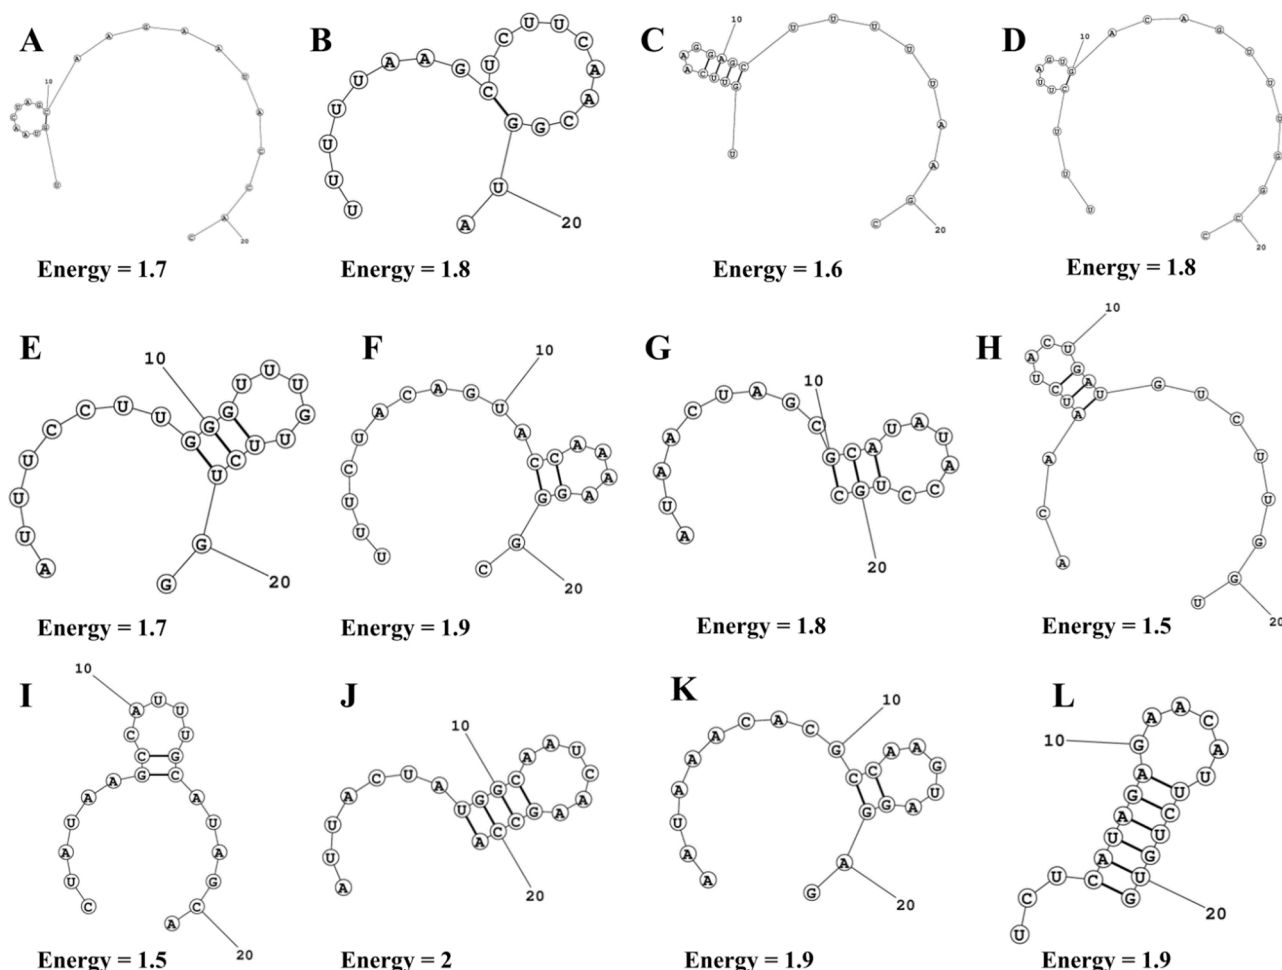 A
U G U A A C U A G C A A G A A U A C C A C
10
20
Energy = 1.7
B
U U U U U A A G C U C U U C A A C G G U A
20
Energy = 1.8
C
U G U U C A A G G A G C U U U U U A A G C
10
20
Energy = 1.6
D
U U U C U U A G U G A C A G U U U G G C C
10
20
Energy = 1.8
E
A U U U C C U U G G G U U U G U U C U G G
10
20
Energy = 1.7
F
U U U C U A C A G U A C C A A A A G G G C
10
20
Energy = 1.9
G
A U A A C U A G C G C A U A U A C C U G C
10
20
Energy = 1.8
H
A C A A U C U A C U G A U G U C U U G G U
10
20
Energy = 1.5
I
C U A U A A G C C A U U U G C A U A G C A
10
20
Energy = 1.5
J
A U U A C U A U G G C A A U C A A G C C A
10
20
Energy = 2
K
A A U A A A C A C G C C A A G U A G G A G
10
20
Energy = 1.9
L
U C U C A U A G A G A A C A U U C U G U G
10
20
Energy = 1.9